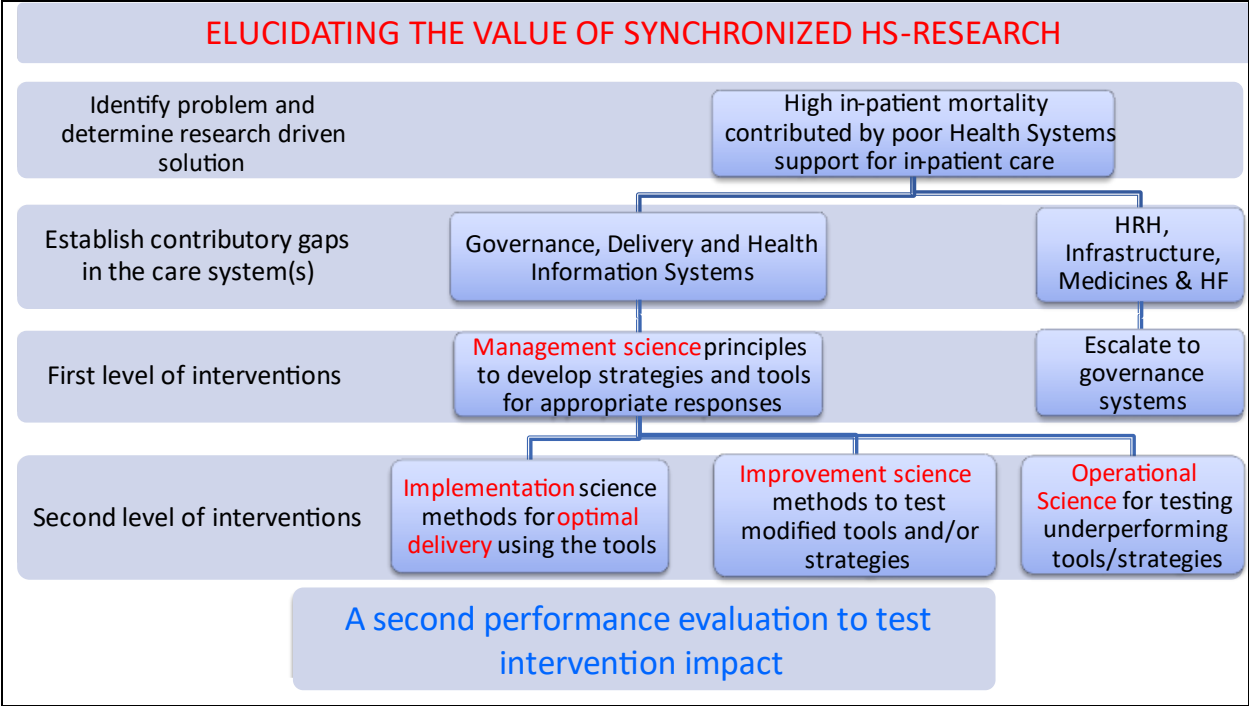 ELUCIDATING THE VALUE OF SYNCHRONIZED HS-RESEARCH
Identify problem and
determine research driven
solution
High in-patient mortality
contributed by poor Health Systems
support for in-patient care
Establish contributory gaps
in the care system(s)
Governance, Delivery and Health
Information Systems
HRH,
Infrastructure,
Medicines & HF
First level of interventions
Management science principles
to develop strategies and tools
for appropriate responses
Escalate to
governance
systems
Second level of interventions
Implementation science
methods for optimal
delivery using the tools
Improvement science
methods to test
modified tools and/or
strategies
Operational
Science for testing
underperforming
tools/strategies
A second performance evaluation to test
intervention impact